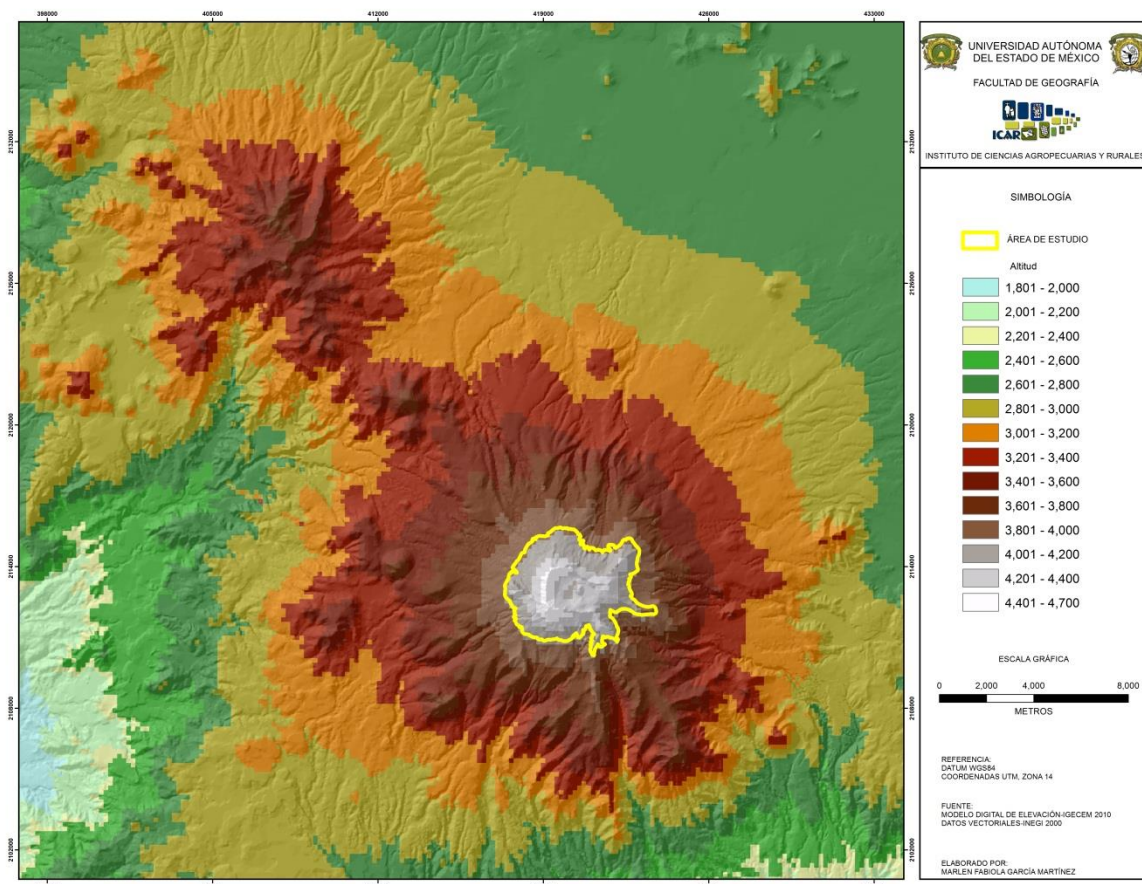 398000 405000 412000 419000 426000 433000
2132000 2132000
2126000 2126000
2120000 2120000
2114000 2114000
2108000 2108000
2102000 2102000
UNIVERSIDAD AUTÓNOMA
DEL ESTADO DE MÉXICO
FACULTAD DE GEOGRAFÍA
ICAR
INSTITUTO DE CIENCIAS AGROPECUARIAS Y RURALES
SIMBOLOGÍA
ÁREA DE ESTUDIO
Altitud
1,801 - 2,000
2,001 - 2,200
2,201 - 2,400
2,401 - 2,600
2,601 - 2,800
2,801 - 3,000
3,001 - 3,200
3,201 - 3,400
3,401 - 3,600
3,601 - 3,800
3,801 - 4,000
4,001 - 4,200
4,201 - 4,400
4,401 - 4,700
ESCALA GRÁFICA
0 2,000 4,000 8,000
METROS
REFERENCIA:
DATUM WGS84
COORDENADAS UTM, ZONA 14
FUENTE:
MODELO DIGITAL DE ELEVACIÓN-IGECEM 2010
DATOS VECTORIALES-INEGI 2000
ELABORADO POR:
MARLEN FABIOLA GARCÍA MARTÍNEZ